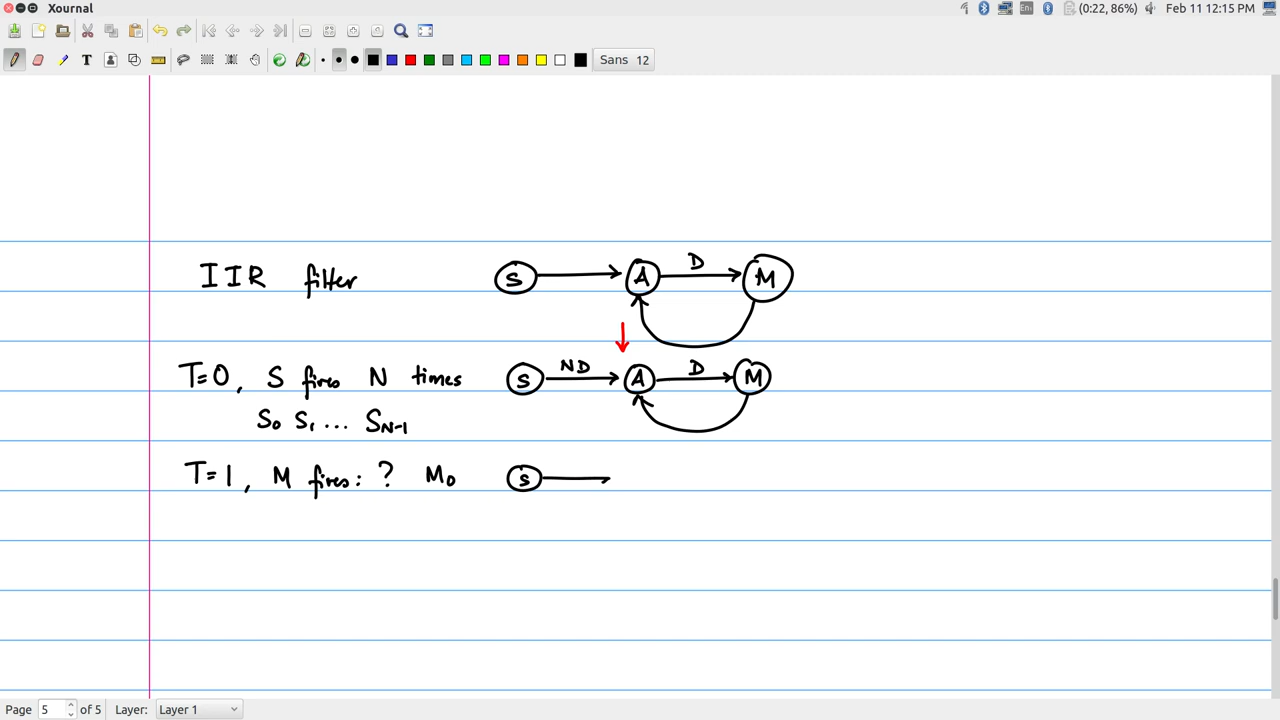 Xournal
En (0:22, 86%) Feb 11 12:15 PM
T Sans 12
IIR filter S A D M
T=0, S fires N times S ND A D M
S0 S1 ... SN-1
T=1, M fires: ? M0 S
Page 5 of 5 Layer: Layer 1